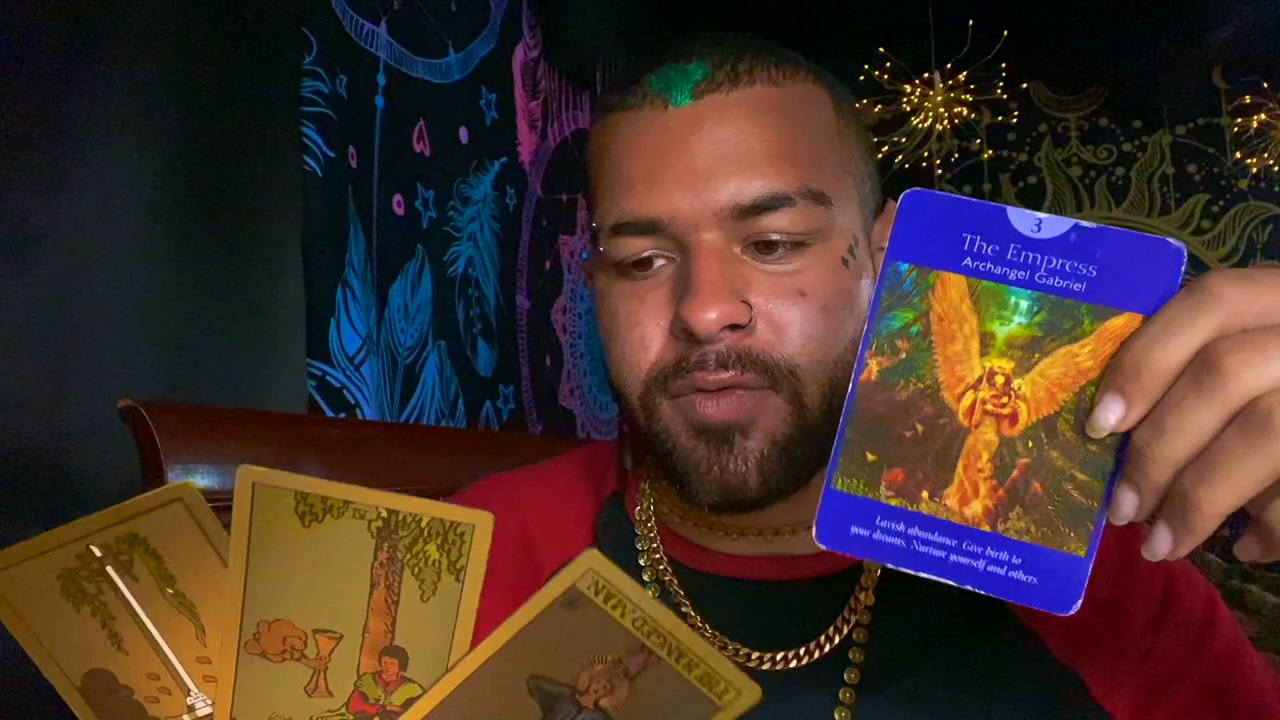 3
The Empress
Archangel Gabriel
Lavish abundance. Give birth to
your dreams. Nurture yourself and others.
THE HANGED MAN.